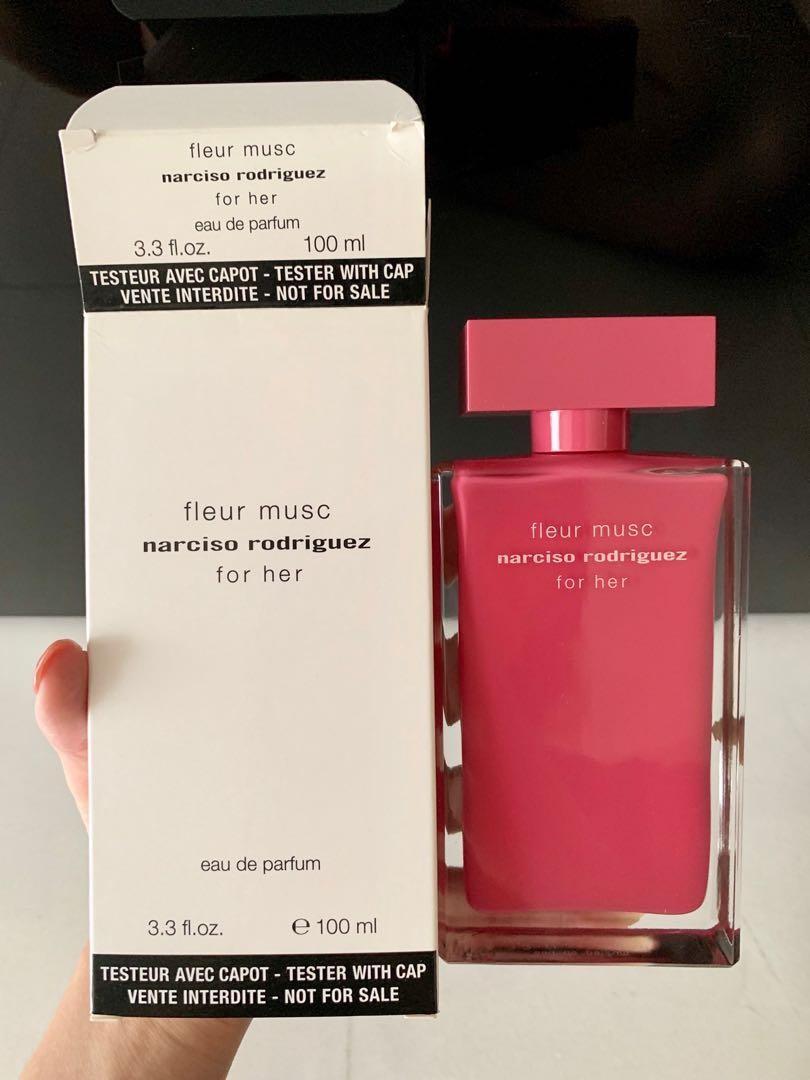 fleur musc
narciso rodriguez
for her
eau de parfum
3.3 fl.oz. 100 ml
TESTEUR AVEC CAPOT - TESTER WITH CAP
VENTE INTERDITE - NOT FOR SALE
fleur musc
narciso rodriguez
for her
eau de parfum
3.3 fl.oz. ℮ 100 ml
TESTEUR AVEC CAPOT - TESTER WITH CAP
VENTE INTERDITE - NOT FOR SALE
fleur musc
narciso rodriguez
for her